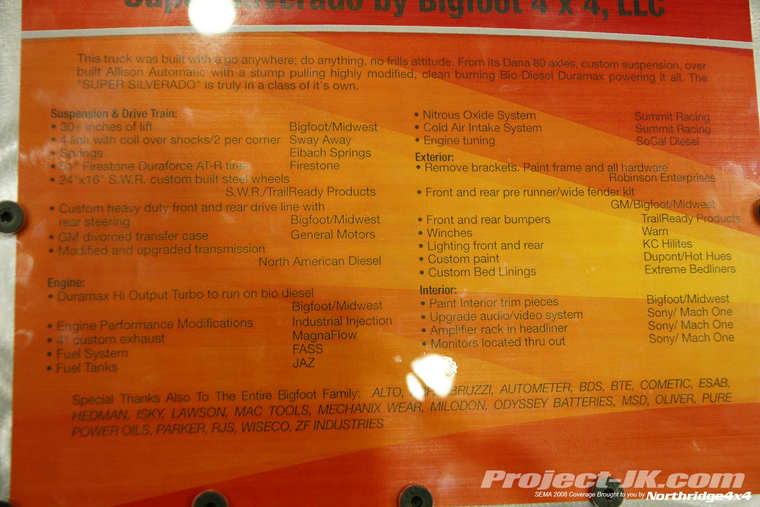 Super Silverado by Bigfoot 4 x 4, LLC
This truck was built with a go anywhere; do anything, no frills attitude. From its Dana 80 axles, custom suspension, over
built Allison Automatic with a stump pulling highly modified, clean burning Bio-Diesel Duramax powering it all. The
"SUPER SILVERADO" is truly in a class of it's own.
Suspension & Drive Train:
• 30+ inches of lift Bigfoot/Midwest
• 4 link with coil over shocks/2 per corner Sway Away
• Springs Eibach Springs
Firestone Duraforce AT-R tires Firestone
• 24"x16" S.W.R. custom built steel wheels
S.W.R./TrailReady Products
• Custom heavy duty front and rear drive line with
rear steering Bigfoot/Midwest
• GM divorced transfer case General Motors
• Modified and upgraded transmission
North American Diesel
Engine:
• Duramax Hi Output Turbo to run on bio diesel
Bigfoot/Midwest
• Engine Performance Modifications Industrial Injection
• 4" custom exhaust MagnaFlow
• Fuel System FASS
• Fuel Tanks JAZ
• Nitrous Oxide System Summit Racing
• Cold Air Intake System Summit Racing
• Engine tuning SoCal Diesel
Exterior:
• Remove brackets. Paint frame and all hardware
Robinson Enterprises
• Front and rear pre runner/wide fender kit
GM/Bigfoot/Midwest
• Front and rear bumpers TrailReady Products
• Winches Warn
• Lighting front and rear KC Hilites
• Custom paint Dupont/Hot Hues
• Custom Bed Linings Extreme Bedliners
Interior:
• Paint Interior trim pieces Bigfoot/Midwest
• Upgrade audio/video system Sony/ Mach One
• Amplifier rack in headliner Sony/ Mach One
• Monitors located thru out Sony/ Mach One
Special Thanks Also To The Entire Bigfoot Family: ALTO, BRUZZI, AUTOMETER, BDS, BTE, COMETIC, ESAB,
HEDMAN, ISKY, LAWSON, MAC TOOLS, MECHANIX WEAR, MILODON, ODYSSEY BATTERIES, MSD, OLIVER, PURE
POWER OILS, PARKER, RJS, WISECO, ZF INDUSTRIES
Project-JK.com
SEMA 2008 Coverage Brought to you by Northridge4x4